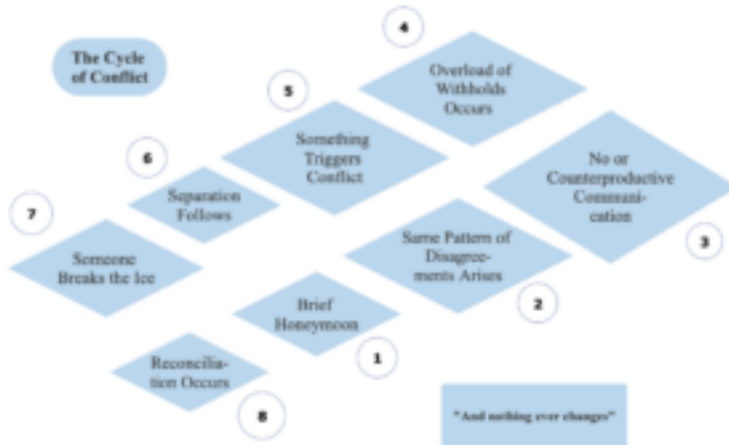 The Cycle
of Conflict
4
Overload of
Withholds
Occurs
5
Something
Triggers
Conflict
6
Separation
Follows
No or
Counterproductive
Communi-
cation
3
7
Someone
Breaks the Ice
Same Pattern of
Disagree-
ments Arises
2
Brief
Honeymoon
1
Reconcilia-
tion Occurs
8
"And nothing ever changes"